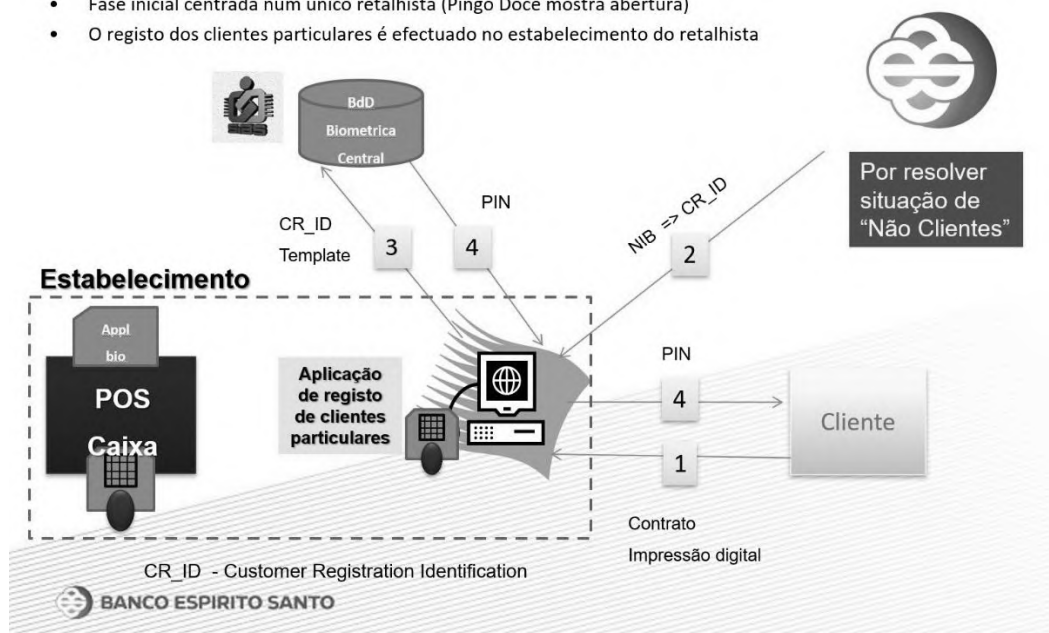 • Fase inicial centrada num único retalhista (Pingo Doce mostra abertura)
• O registo dos clientes particulares é efectuado no estabelecimento do retalhista
BdD
Biometrica
Central
Por resolver
situação de
“Não Clientes”
CR_ID
Template
3
4
PIN
NIB => CR_ID
2
Estabelecimento
Appl
bio
POS
Caixa
Aplicação
de registo
de clientes
particulares
PIN
4
1
Cliente
Contrato
Impressão digital
CR_ID - Customer Registration Identification
BANCO ESPIRITO SANTO